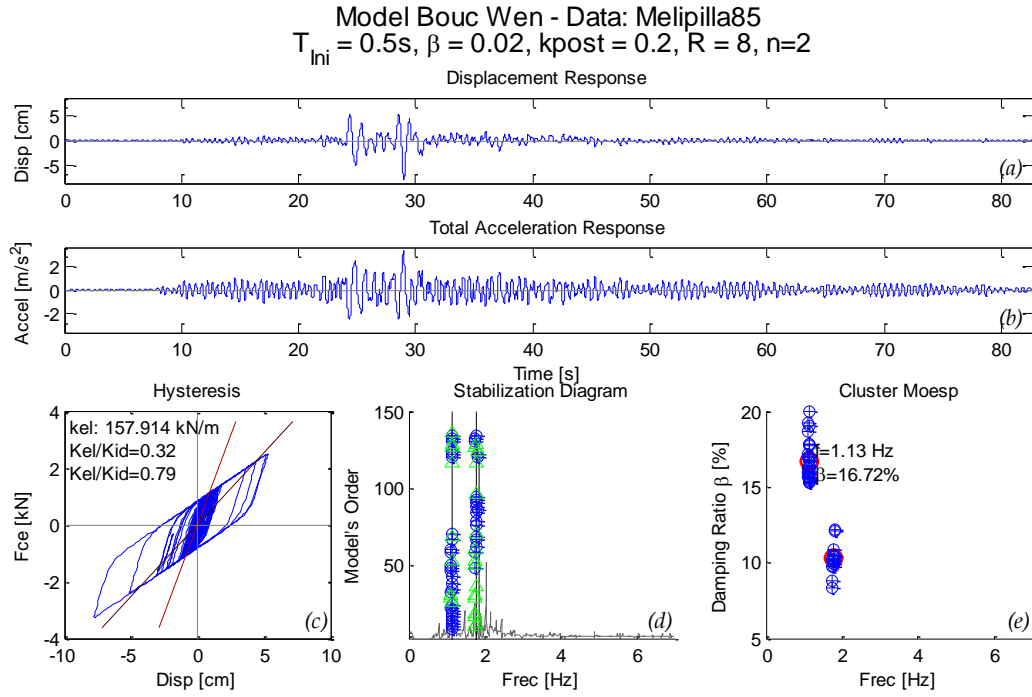 Model Bouc Wen - Data: Melipilla85
T_Ini = 0.5s, β = 0.02, kpost = 0.2, R = 8, n=2
Displacement Response
Disp [cm]
5
0
-5
(a)
0 10 20 30 40 50 60 70 80
Total Acceleration Response
Accel [m/s²]
2
0
-2
(b)
0 10 20 30 40 50 60 70 80
Time [s]
Hysteresis
Fce [kN]
4
2
0
-2
-4
kel: 157.914 kN/m
Kel/Kid=0.32
Kel/Kid=0.79
(c)
-10 -5 0 5 10
Disp [cm]
Stabilization Diagram
Model's Order
150
100
50
(d)
0 2 4 6
Frec [Hz]
Cluster Moesp
Damping Ratio β [%]
20
15
10
5
f=1.13 Hz
β=16.72%
(e)
0 2 4 6
Frec [Hz]